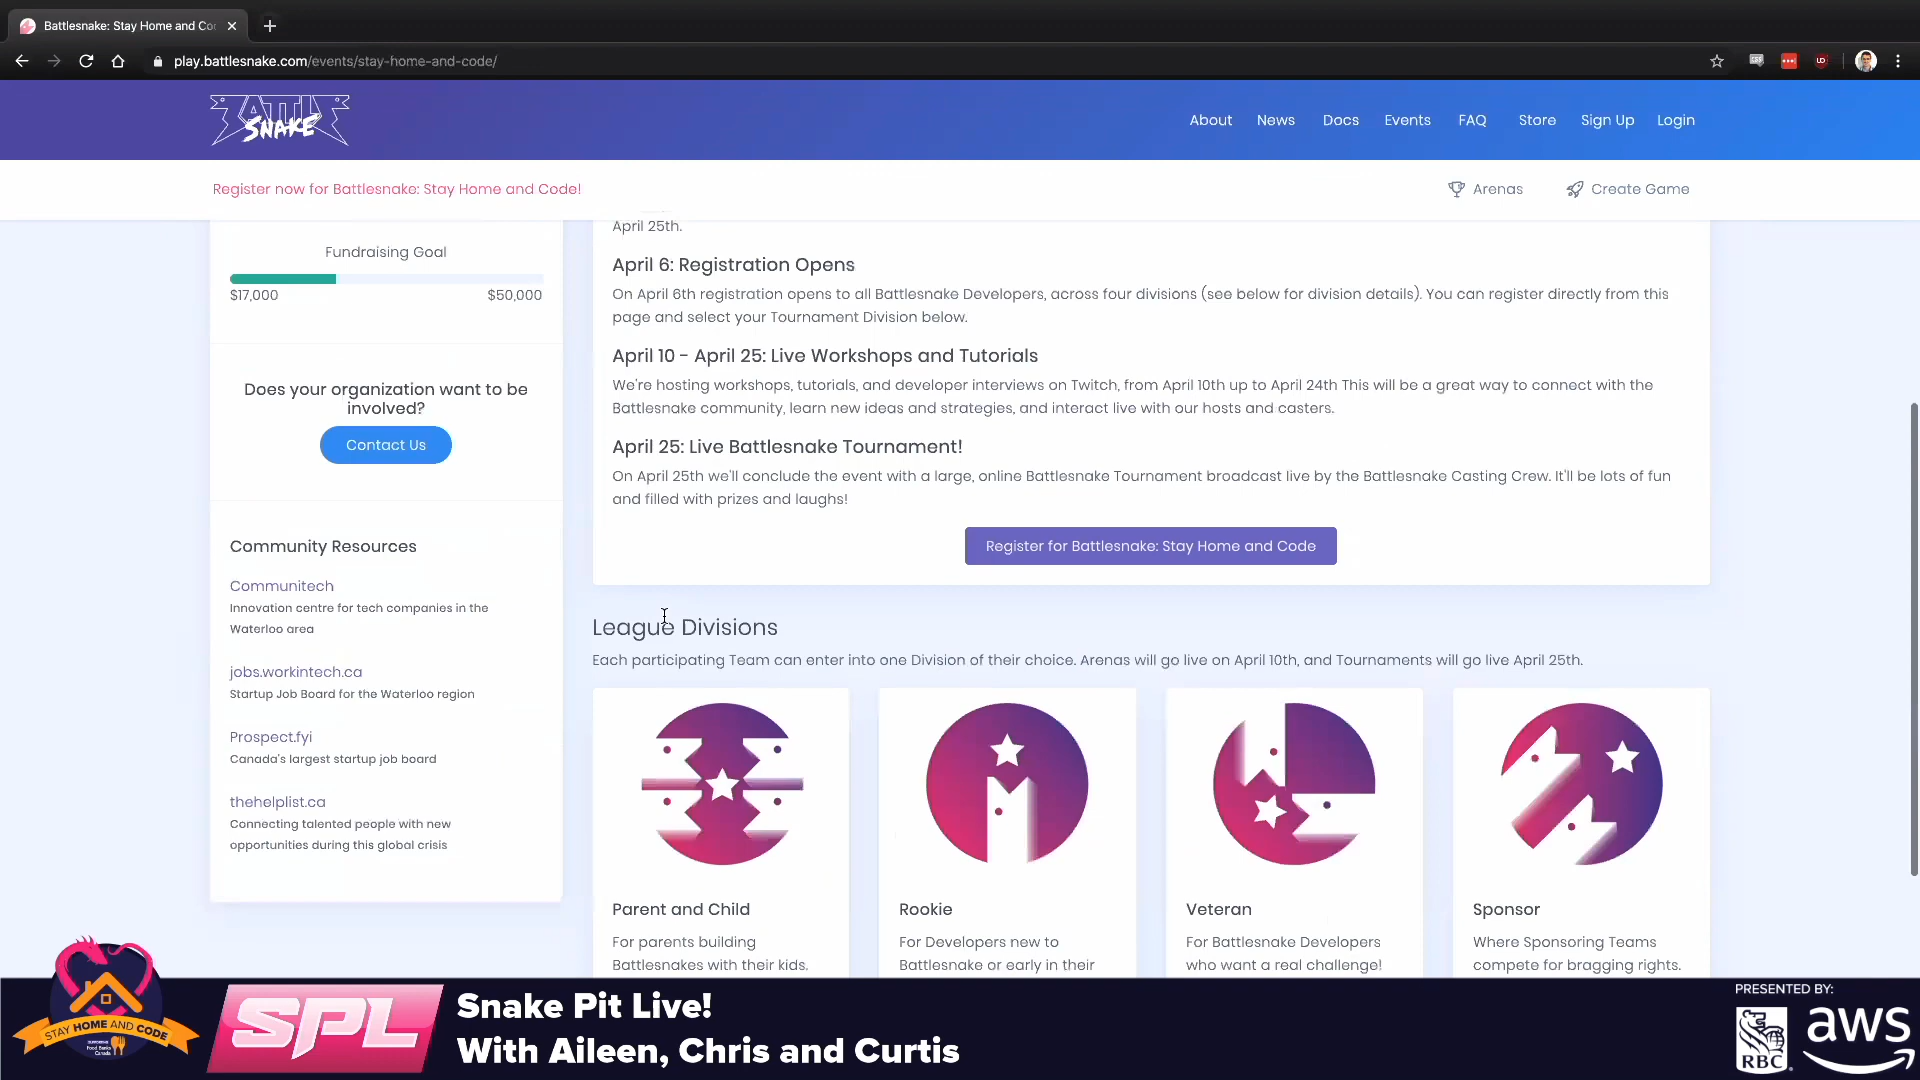 Battlesnake: Stay Home and Co
play.battlesnake.com/events/stay-home-and-code/
BATTLE
SNAKE
About
News
Docs
Events
FAQ
Store
Sign Up
Login
Register now for Battlesnake: Stay Home and Code!
Arenas
Create Game
Fundraising Goal
$17,000
$50,000
Does your organization want to be
involved?
Contact Us
Community Resources
Communitech
Innovation centre for tech companies in the
Waterloo area
jobs.workintech.ca
Startup Job Board for the Waterloo region
Prospect.fyi
Canada's largest startup job board
thehelplist.ca
Connecting talented people with new
opportunities during this global crisis
April 25th.
April 6: Registration Opens
On April 6th registration opens to all Battlesnake Developers, across four divisions (see below for division details). You can register directly from this
page and select your Tournament Division below.
April 10 - April 25: Live Workshops and Tutorials
We're hosting workshops, tutorials, and developer interviews on Twitch, from April 10th up to April 24th This will be a great way to connect with the
Battlesnake community, learn new ideas and strategies, and interact live with our hosts and casters.
April 25: Live Battlesnake Tournament!
On April 25th we'll conclude the event with a large, online Battlesnake Tournament broadcast live by the Battlesnake Casting Crew. It'll be lots of fun
and filled with prizes and laughs!
Register for Battlesnake: Stay Home and Code
League Divisions
Each participating Team can enter into one Division of their choice. Arenas will go live on April 10th, and Tournaments will go live April 25th.
Parent and Child
For parents building
Battlesnakes with their kids.
Rookie
For Developers new to
Battlesnake or early in their
Veteran
For Battlesnake Developers
who want a real challenge!
Sponsor
Where Sponsoring Teams
compete for bragging rights.
STAY HOME AND CODE
SUPPORTING
Food Banks
Canada
SPL
Snake Pit Live!
With Aileen, Chris and Curtis
PRESENTED BY:
RBC
aws